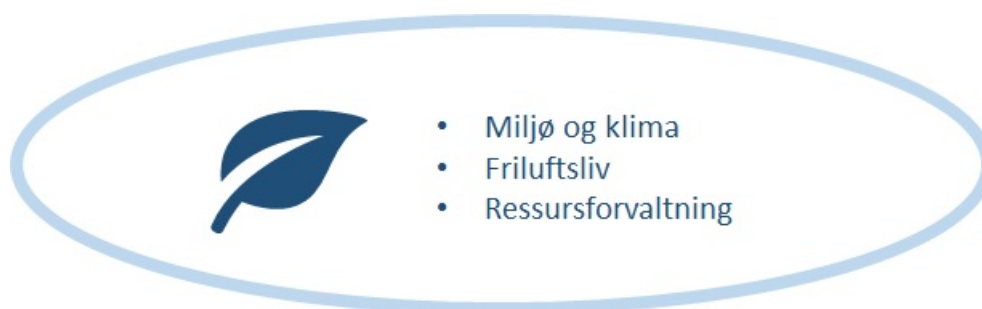 • Miljø og klima
• Friluftsliv
• Ressursforvaltning